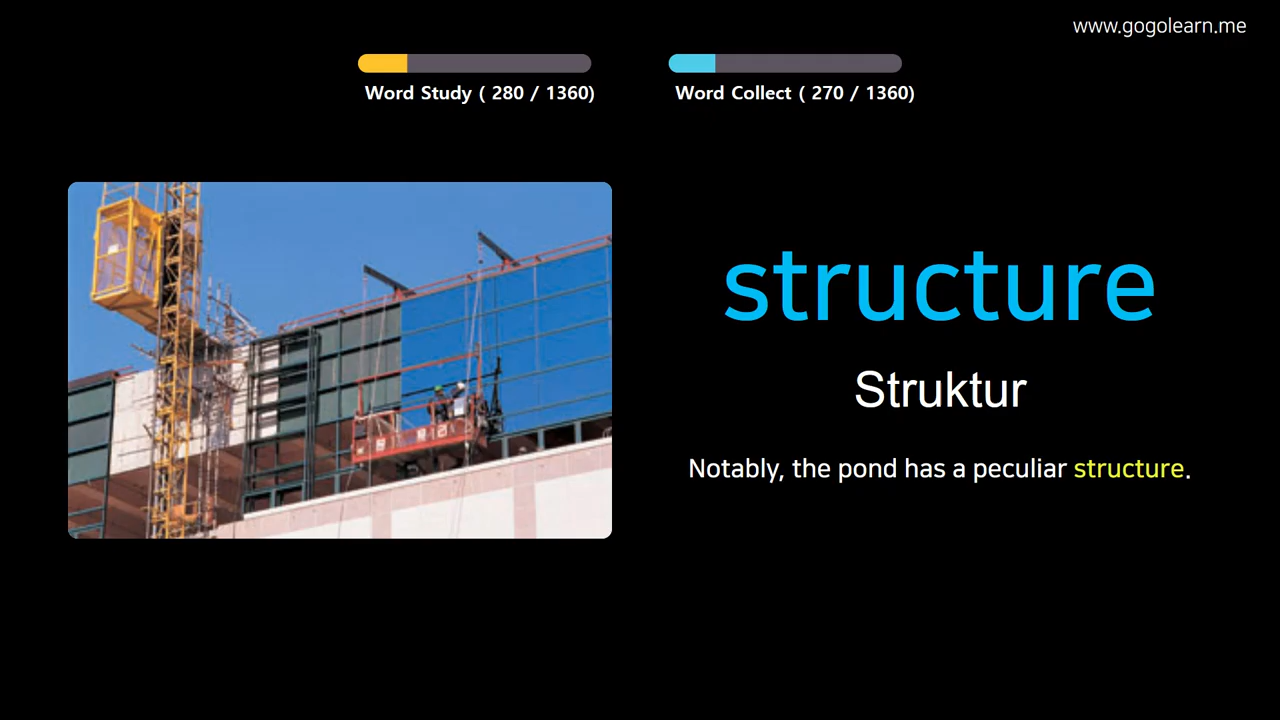 www.gogolearn.me
Word Study ( 280 / 1360)
Word Collect ( 270 / 1360)
structure
Struktur
Notably, the pond has a peculiar structure.